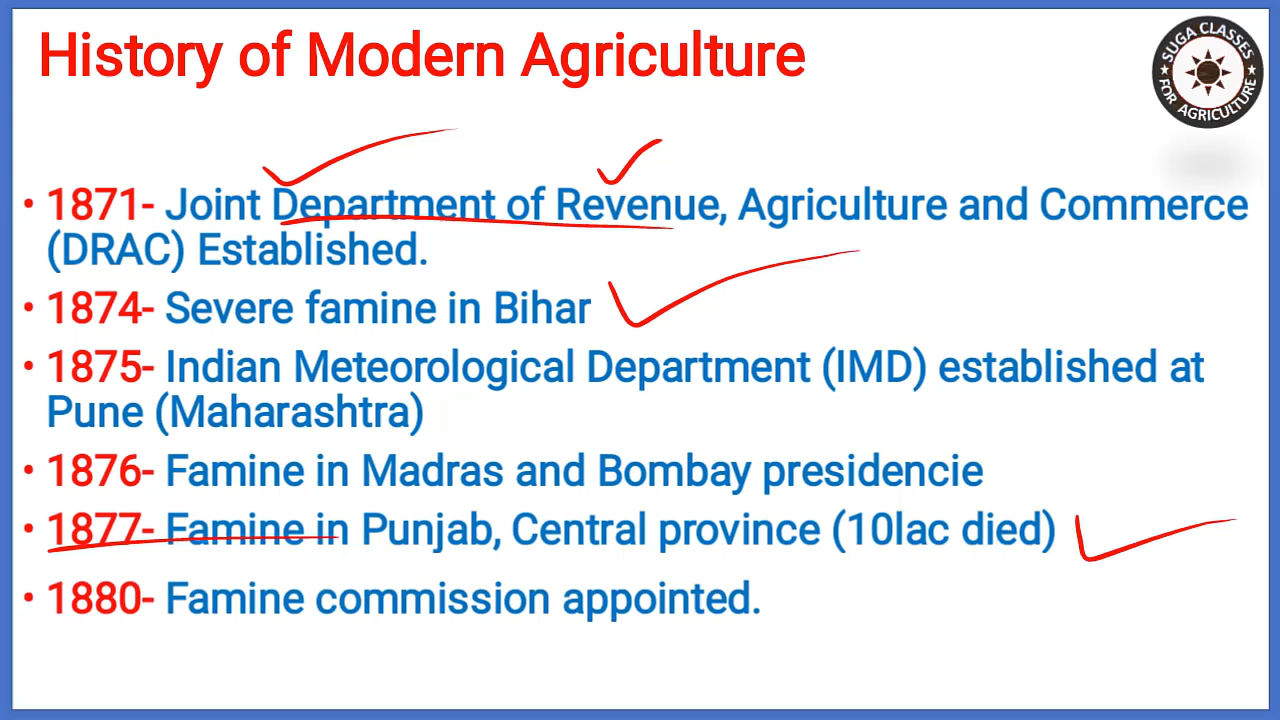 History of Modern Agriculture
SUGA CLASSES
FOR AGRICULTURE
• 1871- Joint Department of Revenue, Agriculture and Commerce
(DRAC) Established.
• 1874- Severe famine in Bihar
• 1875- Indian Meteorological Department (IMD) established at
Pune (Maharashtra)
• 1876- Famine in Madras and Bombay presidencie
• 1877- Famine in Punjab, Central province (10lac died)
• 1880- Famine commission appointed.